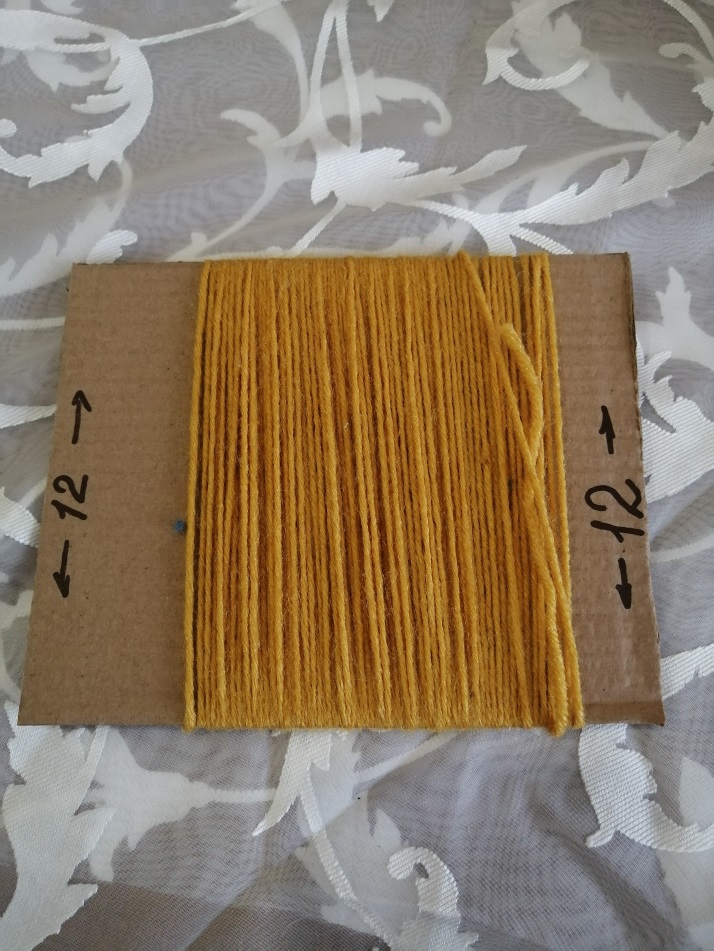 ← 12 →
← 12 →